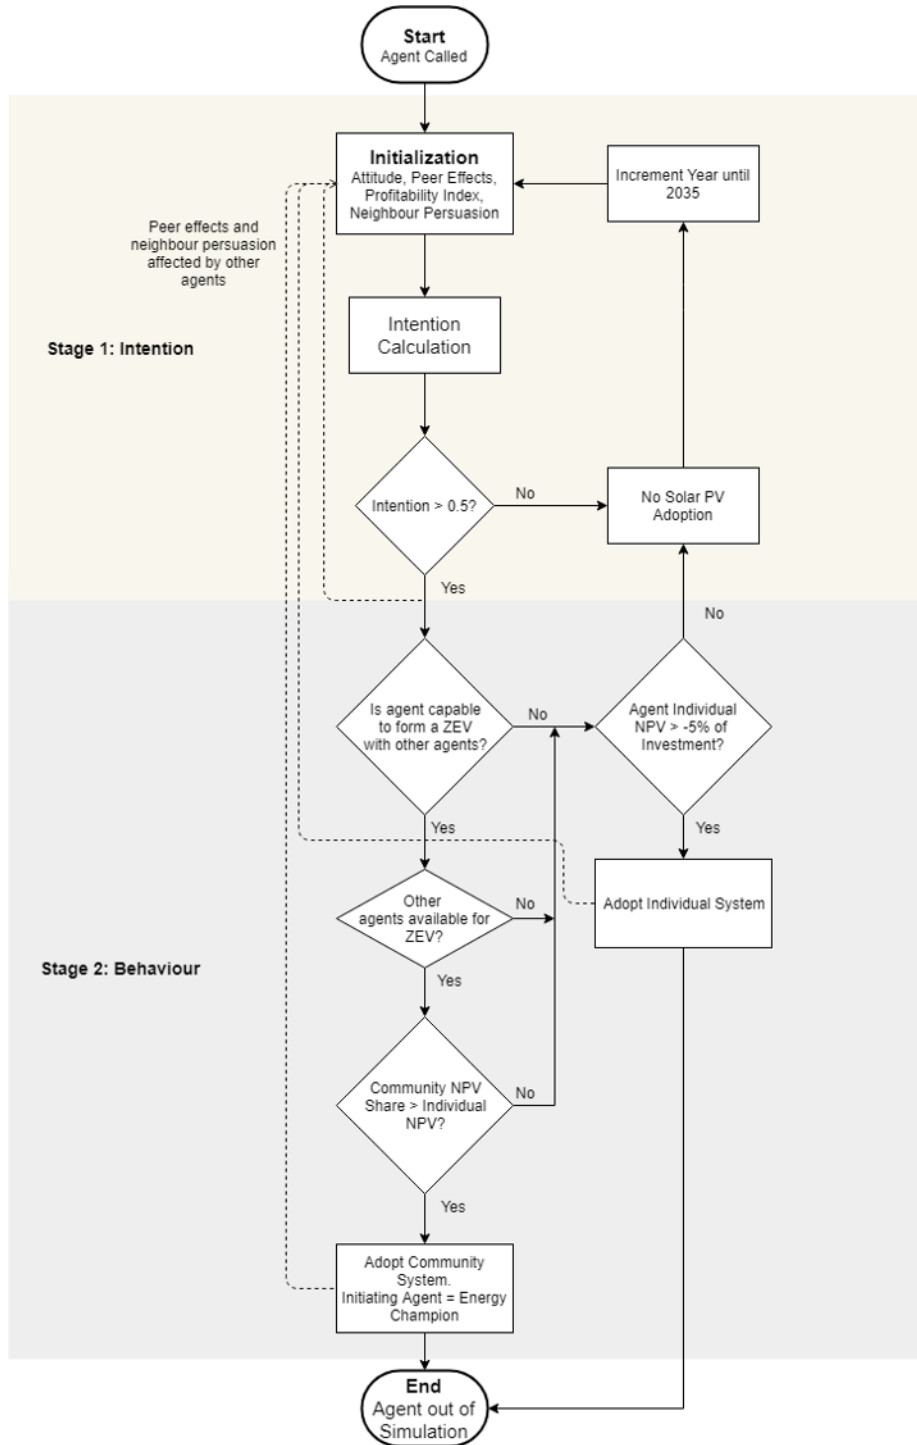 Start
Agent Called
Initialization
Attitude, Peer Effects,
Profitability Index,
Neighbour Persuasion
Increment Year until
2035
Peer effects and
neighbour persuasion
affected by other
agents
Intention
Calculation
Stage 1: Intention
Intention > 0.5?
No
No Solar PV
Adoption
Yes
No
Is agent capable
to form a ZEV
with other agents?
No
Agent Individual
NPV > -5% of
Investment?
Yes
Yes
Other
agents available for
ZEV?
No
Adopt Individual System
Stage 2: Behaviour
Yes
Community NPV
Share > Individual
NPV?
No
Yes
Adopt Community
System.
Initiating Agent = Energy
Champion
End
Agent out of
Simulation